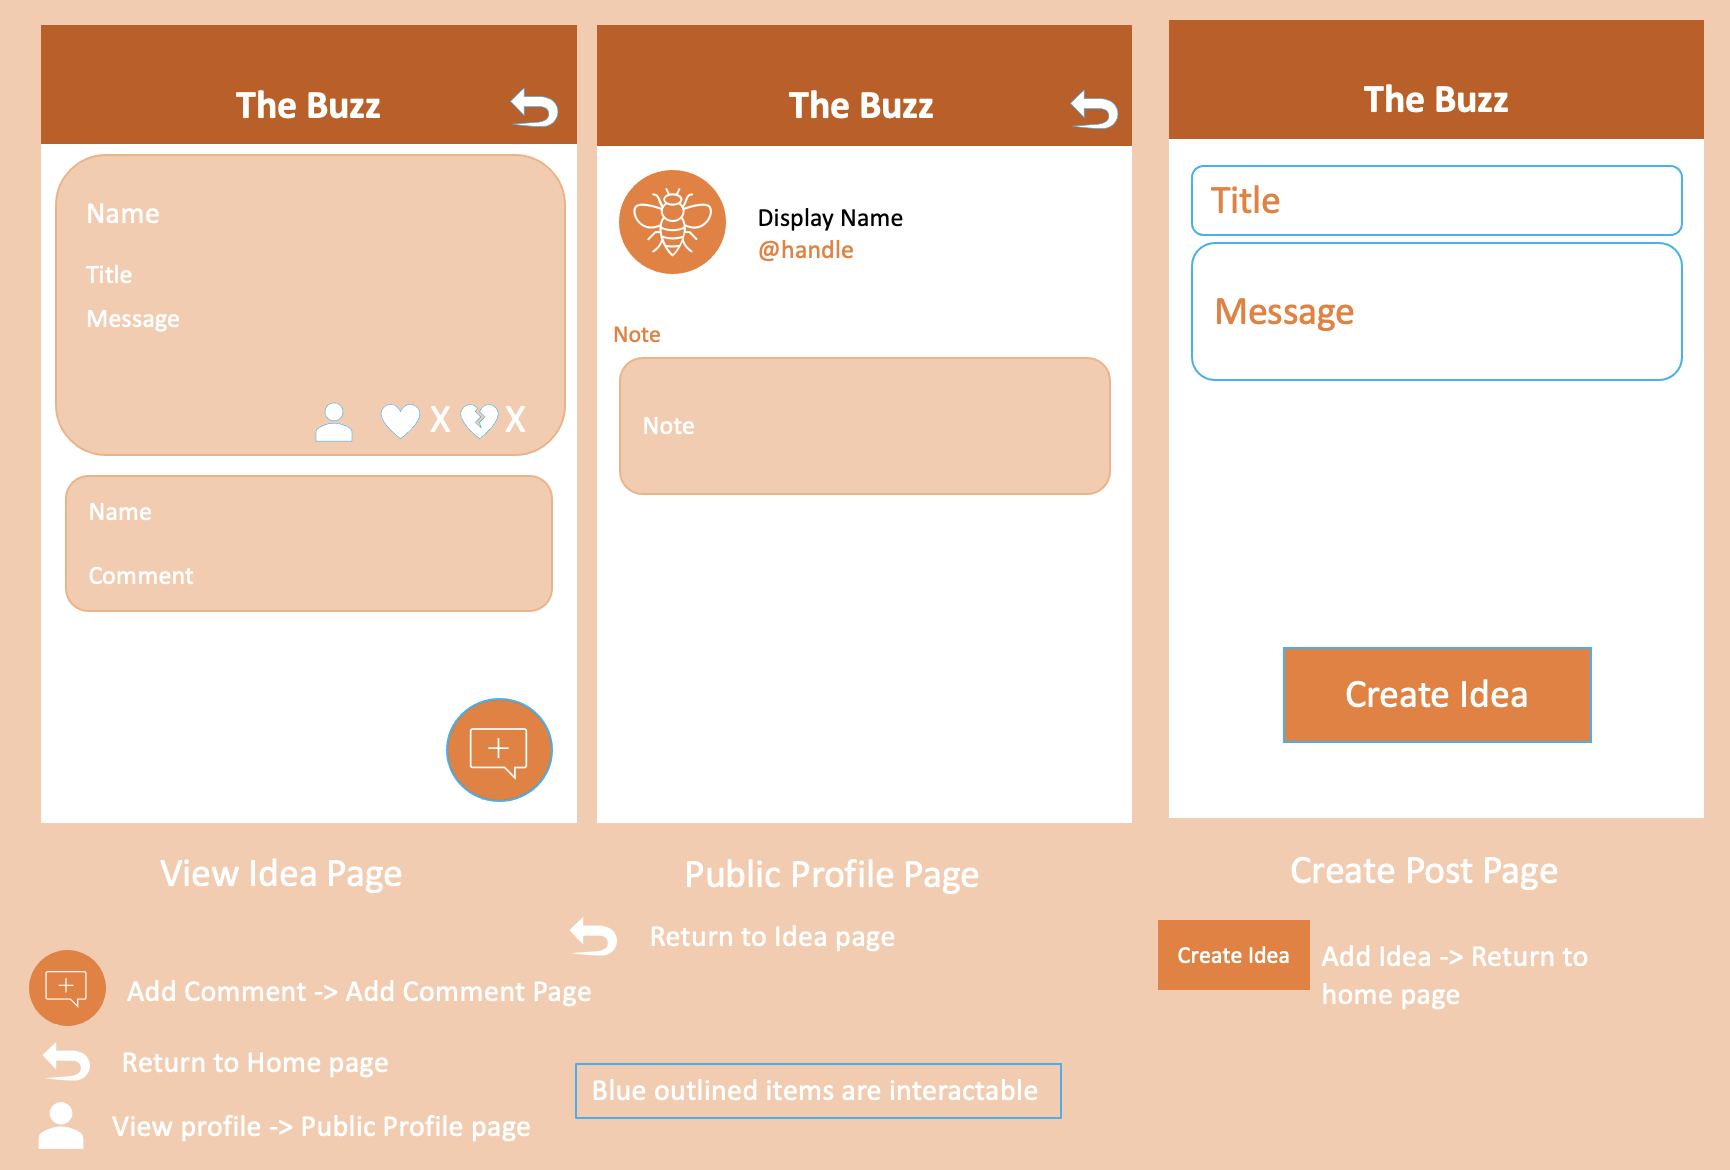 The Buzz
Name
Title
Message
X X
Name
Comment
View Idea Page
Add Comment -> Add Comment Page
Return to Home page
View profile -> Public Profile page
The Buzz
Display Name
@handle
Note
Note
Public Profile Page
Return to Idea page
Blue outlined items are interactable
The Buzz
Title
Message
Create Idea
Create Post Page
Create Idea
Add Idea -> Return to
home page